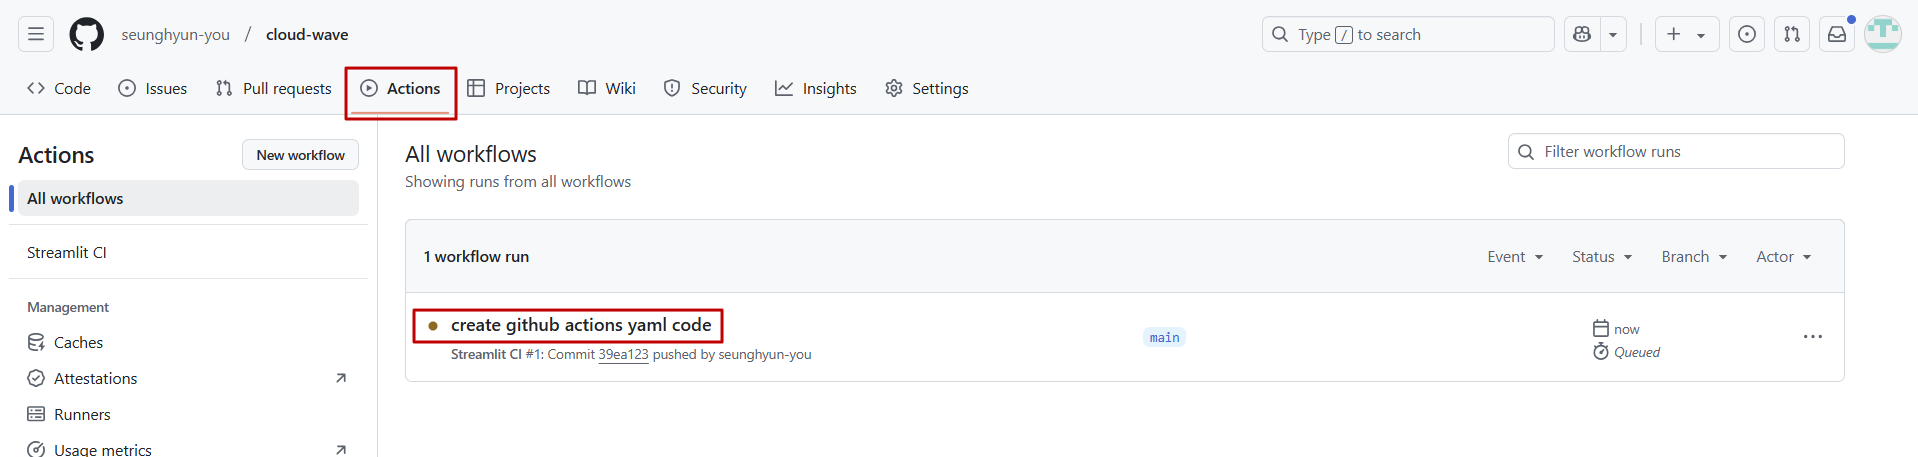 seunghyun-you / cloud-wave
Type / to search
Code Issues Pull requests Actions Projects Wiki Security Insights Settings
Actions
New workflow
All workflows
Streamlit CI
Management
Caches
Attestations
Runners
Usage metrics
All workflows
Showing runs from all workflows
Filter workflow runs
1 workflow run
Event Status Branch Actor
create github actions yaml code
Streamlit CI #1: Commit 39ea123 pushed by seunghyun-you
main
now
Queued